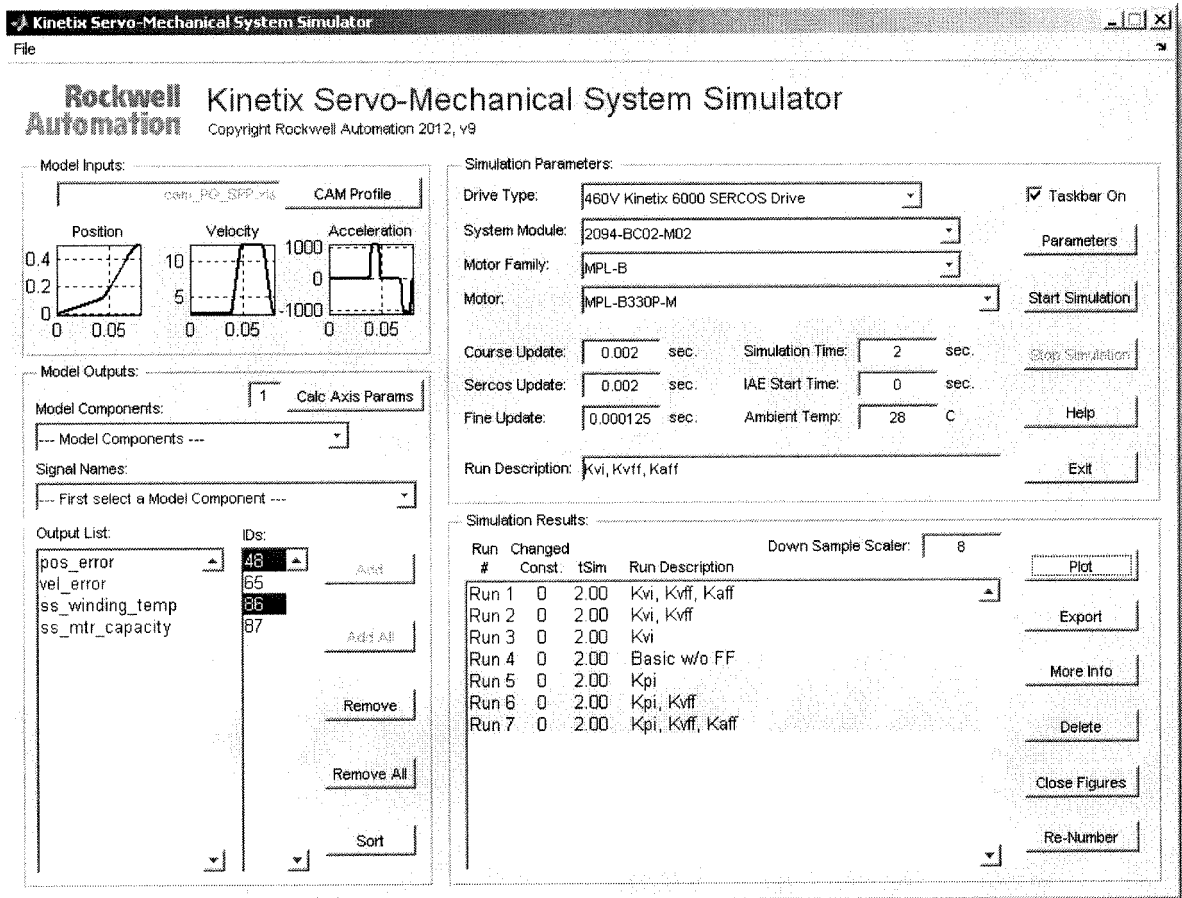 Kinetix Servo-Mechanical System Simulator
File
Rockwell
Automation
Kinetix Servo-Mechanical System Simulator
Copyright Rockwell Automation 2012, v9
Model Inputs:
CAM Profile
Position
Velocity
Acceleration
0.4
0.2
0
0
0.05
10
5
0
0.05
1000
0
-1000
0
0.05
Model Outputs:
Model Components:
1
Calc Axis Params
--- Model Components ---
Signal Names:
--- First select a Model Component ---
Output List:
IDs:
pos_error 48
vel_error 65
ss_winding_temp 86
ss_mtr_capacity 87
Add
Add All
Remove
Remove All
Sort
Simulation Parameters:
Drive Type: 460V Kinetix 6000 SERCOS Drive
System Module: 2094-BC02-M02
Motor Family: MPL-B
Motor: MPL-B330P-M
Course Update: 0.002 sec. Simulation Time: 2 sec.
Sercos Update: 0.002 sec. IAE Start Time: 0 sec.
Fine Update: 0.000125 sec. Ambient Temp: 28 C
Run Description: Kvi, Kvff, Kaff
Taskbar On
Parameters
Start Simulation
Stop Simulation
Help
Exit
Simulation Results:
Down Sample Scaler: 8
Run Changed
# Const. tSim Run Description
Run 1 0 2.00 Kvi, Kvff, Kaff
Run 2 0 2.00 Kvi, Kvff
Run 3 0 2.00 Kvi
Run 4 0 2.00 Basic w/o FF
Run 5 0 2.00 Kpi
Run 6 0 2.00 Kpi, Kvff
Run 7 0 2.00 Kpi, Kvff, Kaff
Plot
Export
More Info
Delete
Close Figures
Re-Number